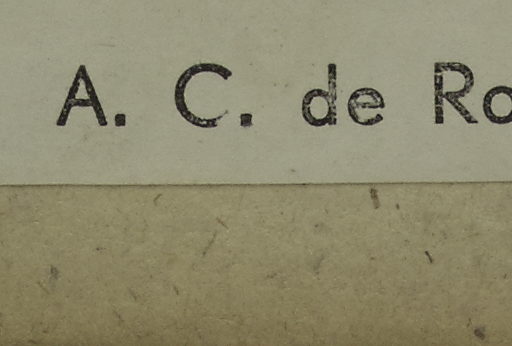 A. C. de Ro